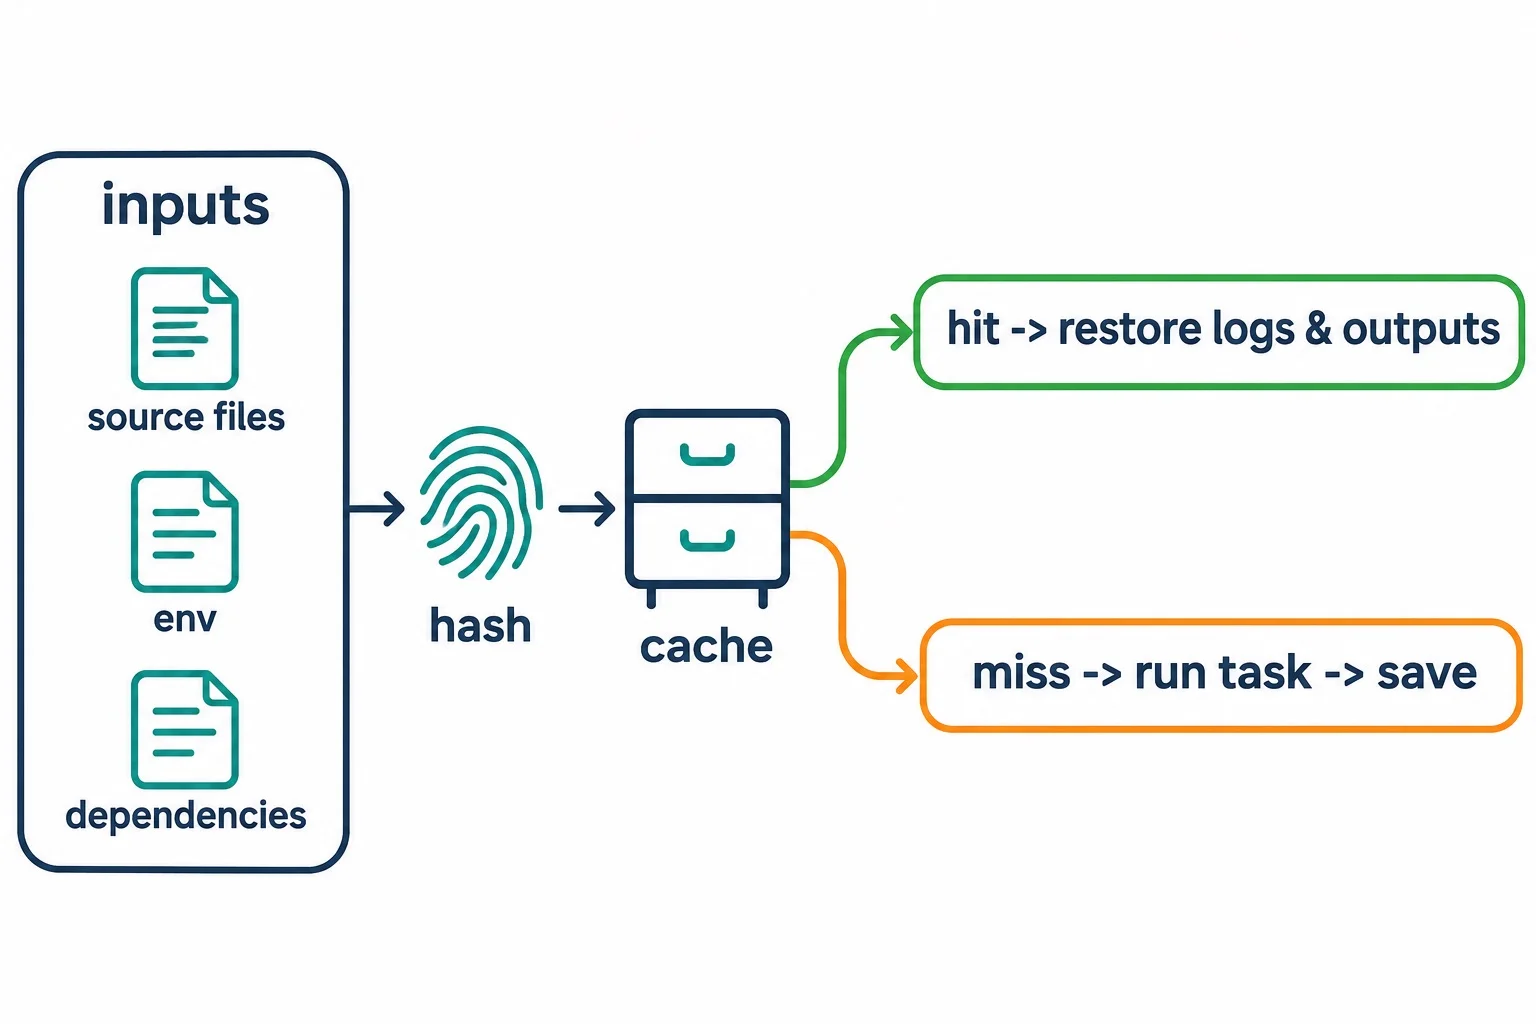 inputs
source files
env
dependencies
hash
cache
hit -> restore logs & outputs
miss -> run task -> save